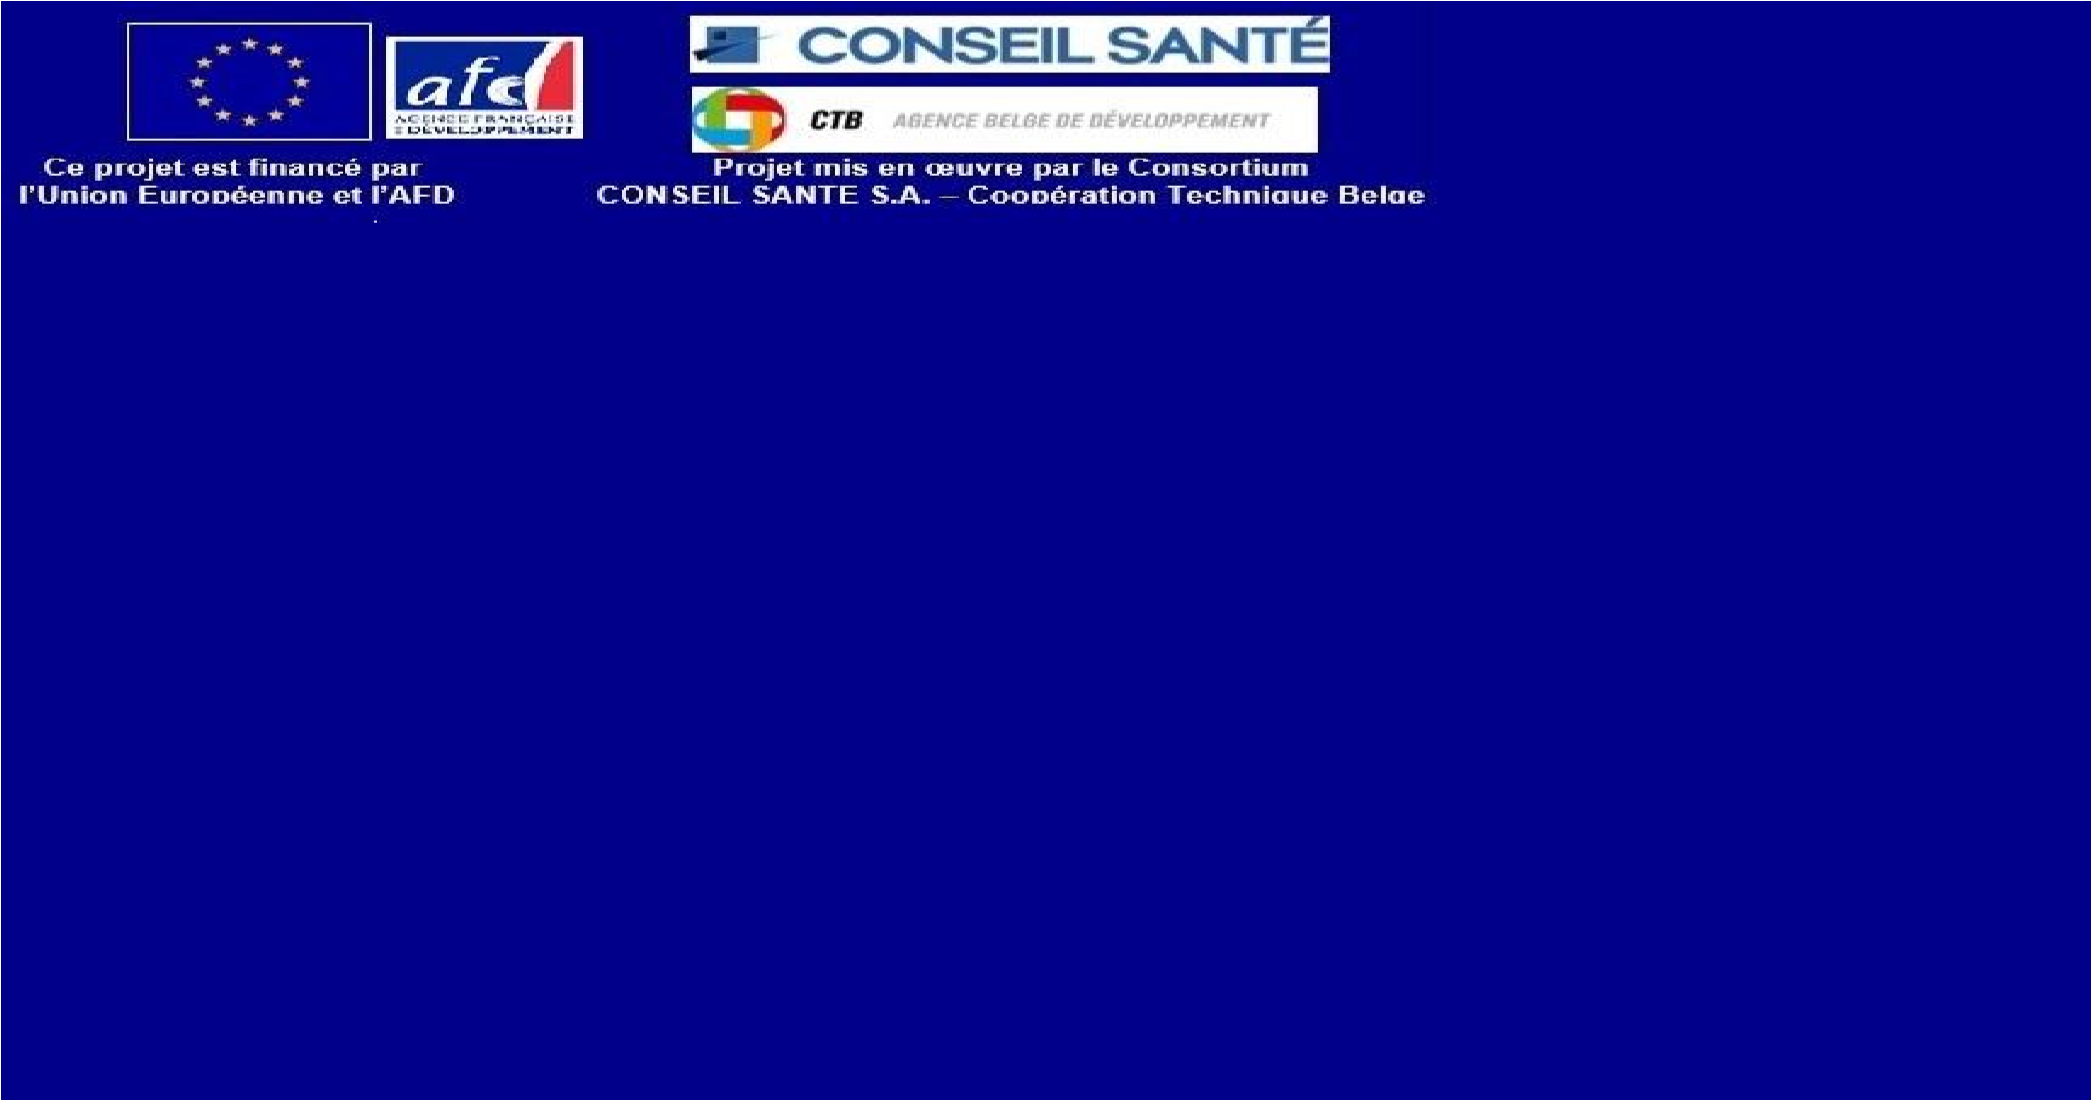 afd
AGENCE FRANÇAISE
DE DÉVELOPPEMENT
Ce projet est financé par
l'Union Européenne et l'AFD
CONSEIL SANTÉ
CTB AGENCE BELGE DE DÉVELOPPEMENT
Projet mis en œuvre par le Consortium
CONSEIL SANTE S.A. – Coopération Technique Belge